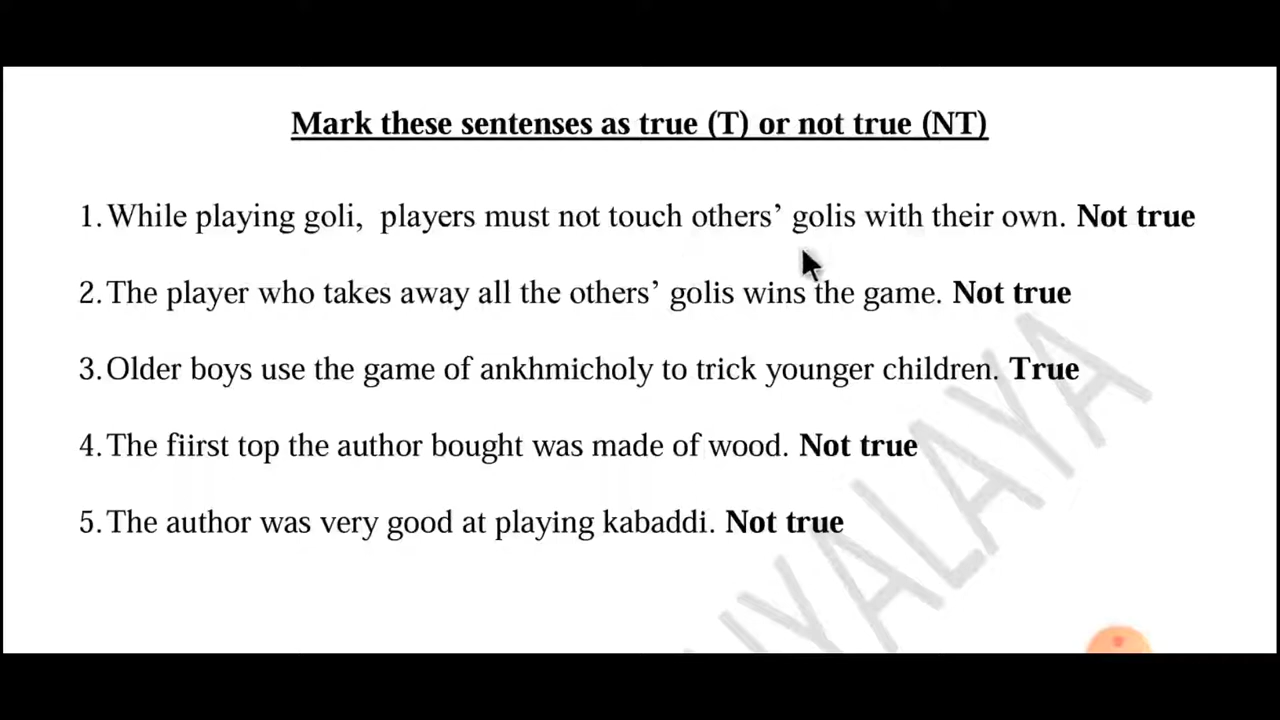 Mark these sentenses as true (T) or not true (NT)
1. While playing goli, players must not touch others’ golis with their own. Not true
2. The player who takes away all the others’ golis wins the game. Not true
3. Older boys use the game of ankhmicholy to trick younger children. True
4. The fiirst top the author bought was made of wood. Not true
5. The author was very good at playing kabaddi. Not true